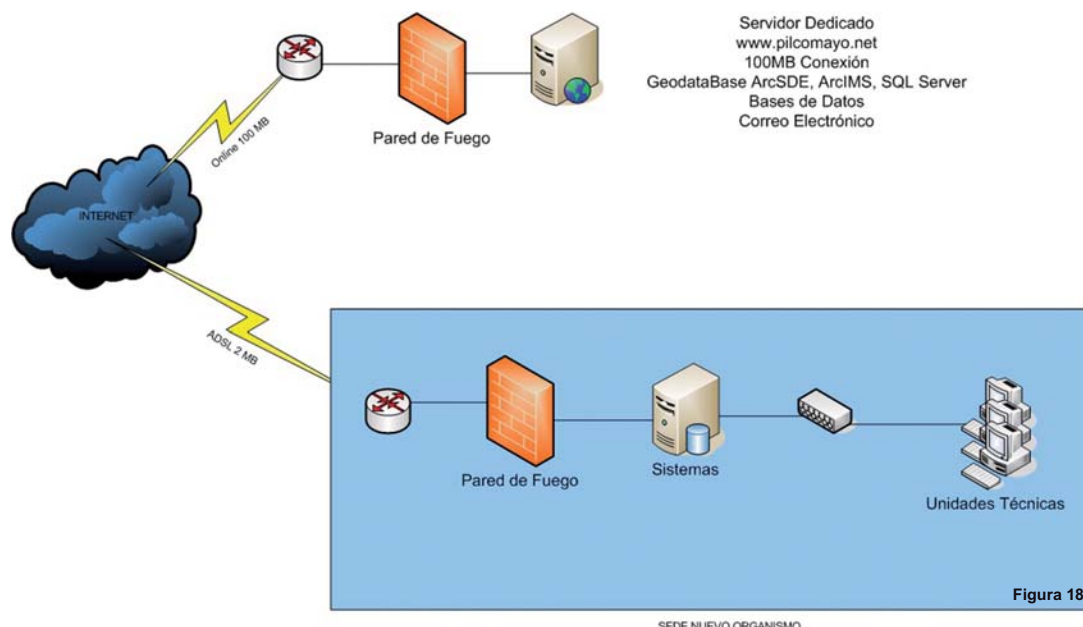 Servidor Dedicado
www.pilcomayo.net
100MB Conexión
GeodataBase ArcSDE, ArcIMS, SQL Server
Bases de Datos
Correo Electrónico
Pared de Fuego
Online 100 MB
INTERNET
ADSL 2 MB
Pared de Fuego
Sistemas
Unidades Técnicas
Figura 18
SEDE NUEVO ORGANISMO